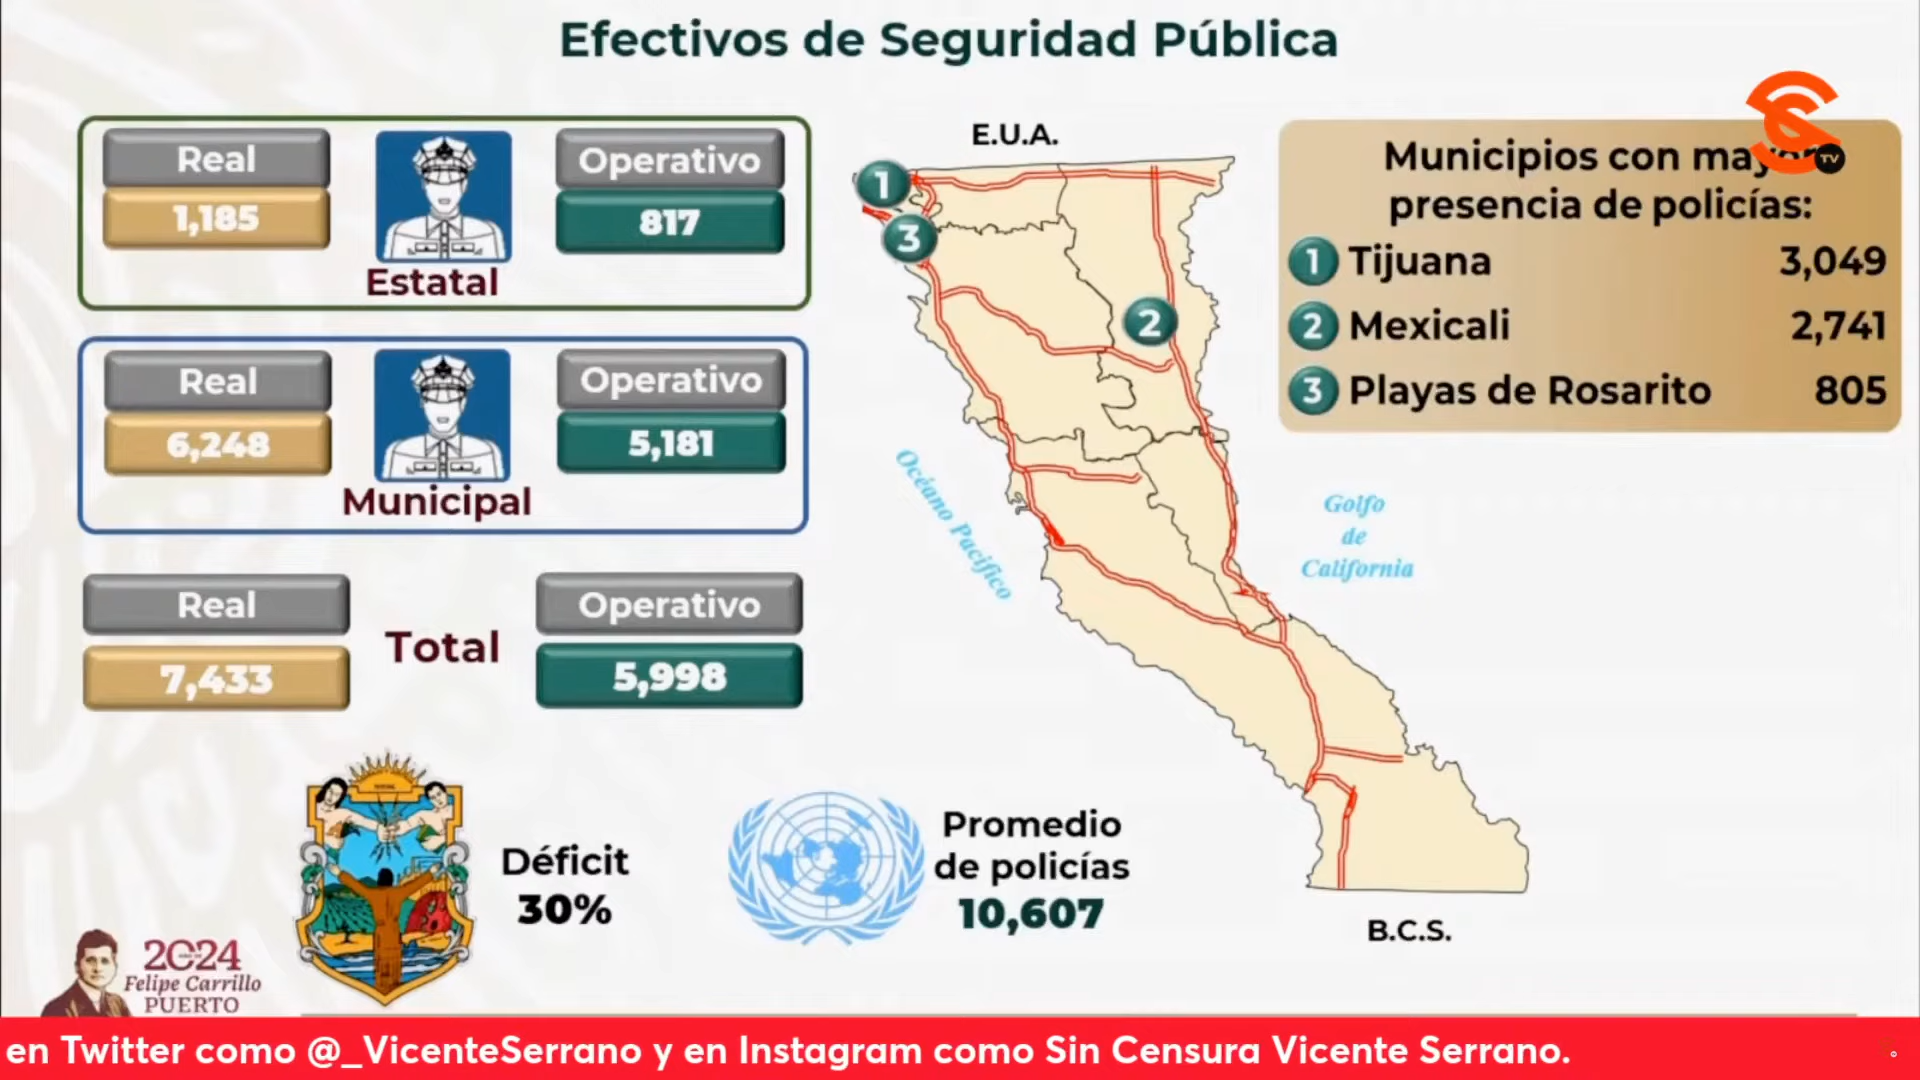 Efectivos de Seguridad Pública
Real
1,185
Estatal
Operativo
817
Real
6,248
Municipal
Operativo
5,181
Real
7,433
Total
Operativo
5,998
Déficit
30%
Promedio
de policías
10,607
E.U.A.
1
3
2
Océano Pacífico
Golfo
de
California
B.C.S.
TV
Municipios con mayor
presencia de policías:
1 Tijuana 3,049
2 Mexicali 2,741
3 Playas de Rosarito 805
2024
Felipe Carrillo
PUERTO
en Twitter como @_VicenteSerrano y en Instagram como Sin Censura Vicente Serrano.